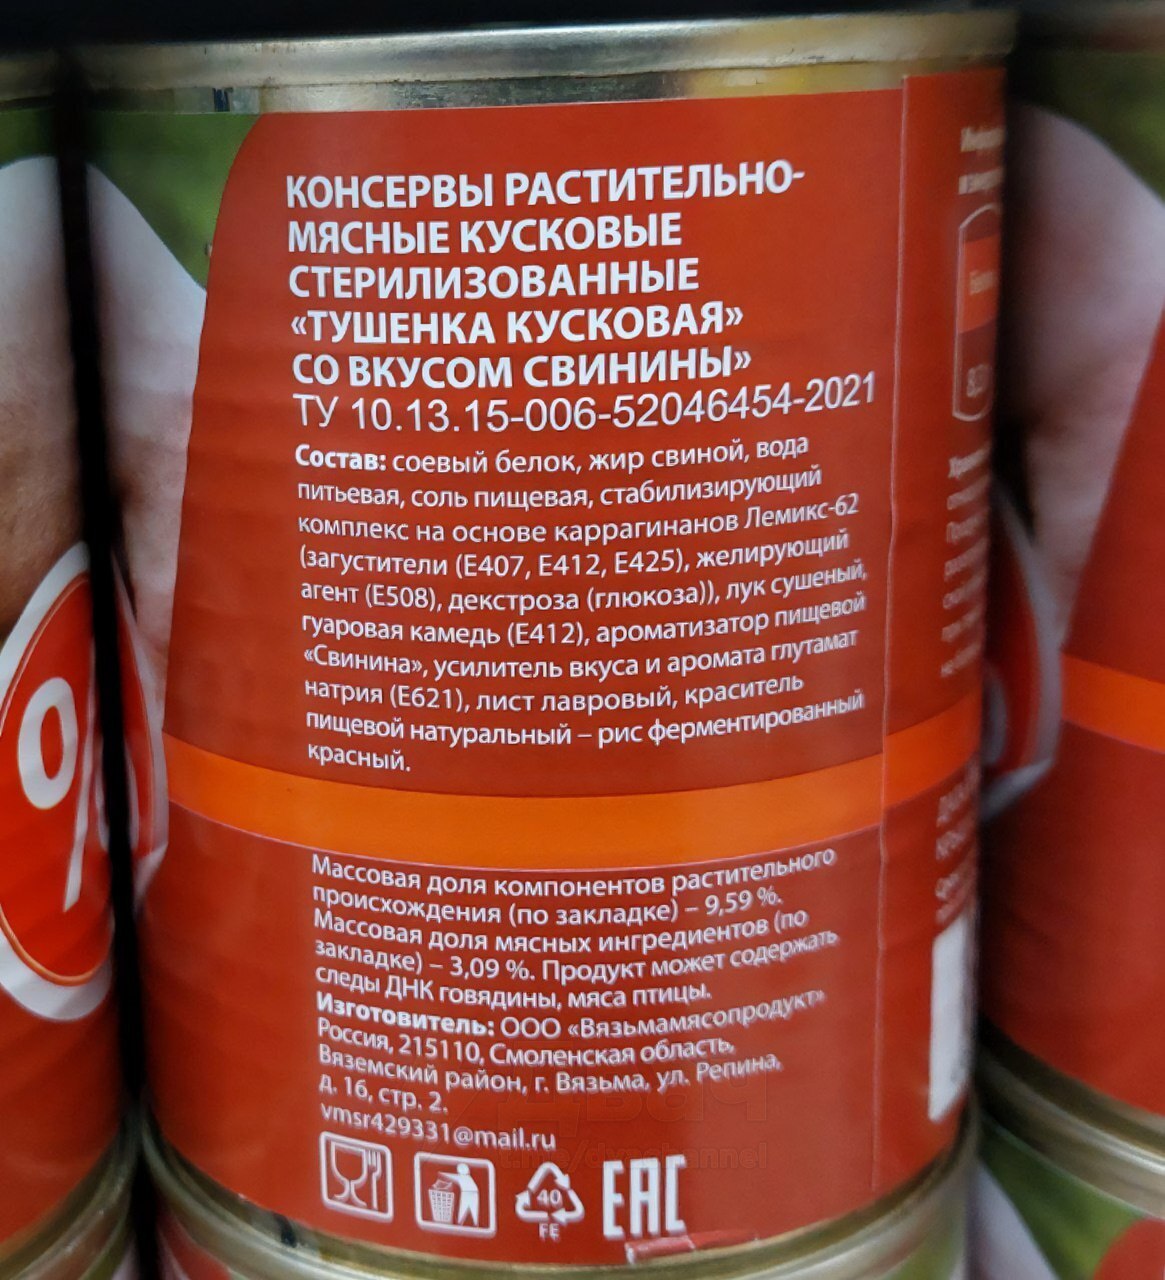 КОНСЕРВЫ РАСТИТЕЛЬНО-
МЯСНЫЕ КУСКОВЫЕ
СТЕРИЛИЗОВАННЫЕ
«ТУШЕНКА КУСКОВАЯ»
СО ВКУСОМ СВИНИНЫ»
ТУ 10.13.15-006-52046454-2021
Состав: соевый белок, жир свиной, вода
питьевая, соль пищевая, стабилизирующий
комплекс на основе каррагинанов Лемикс-62
(загустители (Е407, Е412, Е425), желирующий
агент (Е508), декстроза (глюкоза)), лук сушеный,
гуаровая камедь (Е412), ароматизатор пищевой
«Свинина», усилитель вкуса и аромата глутамат
натрия (Е621), лист лавровый, краситель
пищевой натуральный – рис ферментированный
красный.
Массовая доля компонентов растительного
происхождения (по закладке) – 9,59 %.
Массовая доля мясных ингредиентов (по
закладке) – 3,09 %. Продукт может содержать
следы ДНК говядины, мяса птицы.
Изготовитель: ООО «Вязьмамясопродукт»
Россия, 215110, Смоленская область,
Вяземский район, г. Вязьма, ул. Репина,
д. 16, стр. 2.
vmsr429331@mail.ru
40
FE
EAC
%
Двач